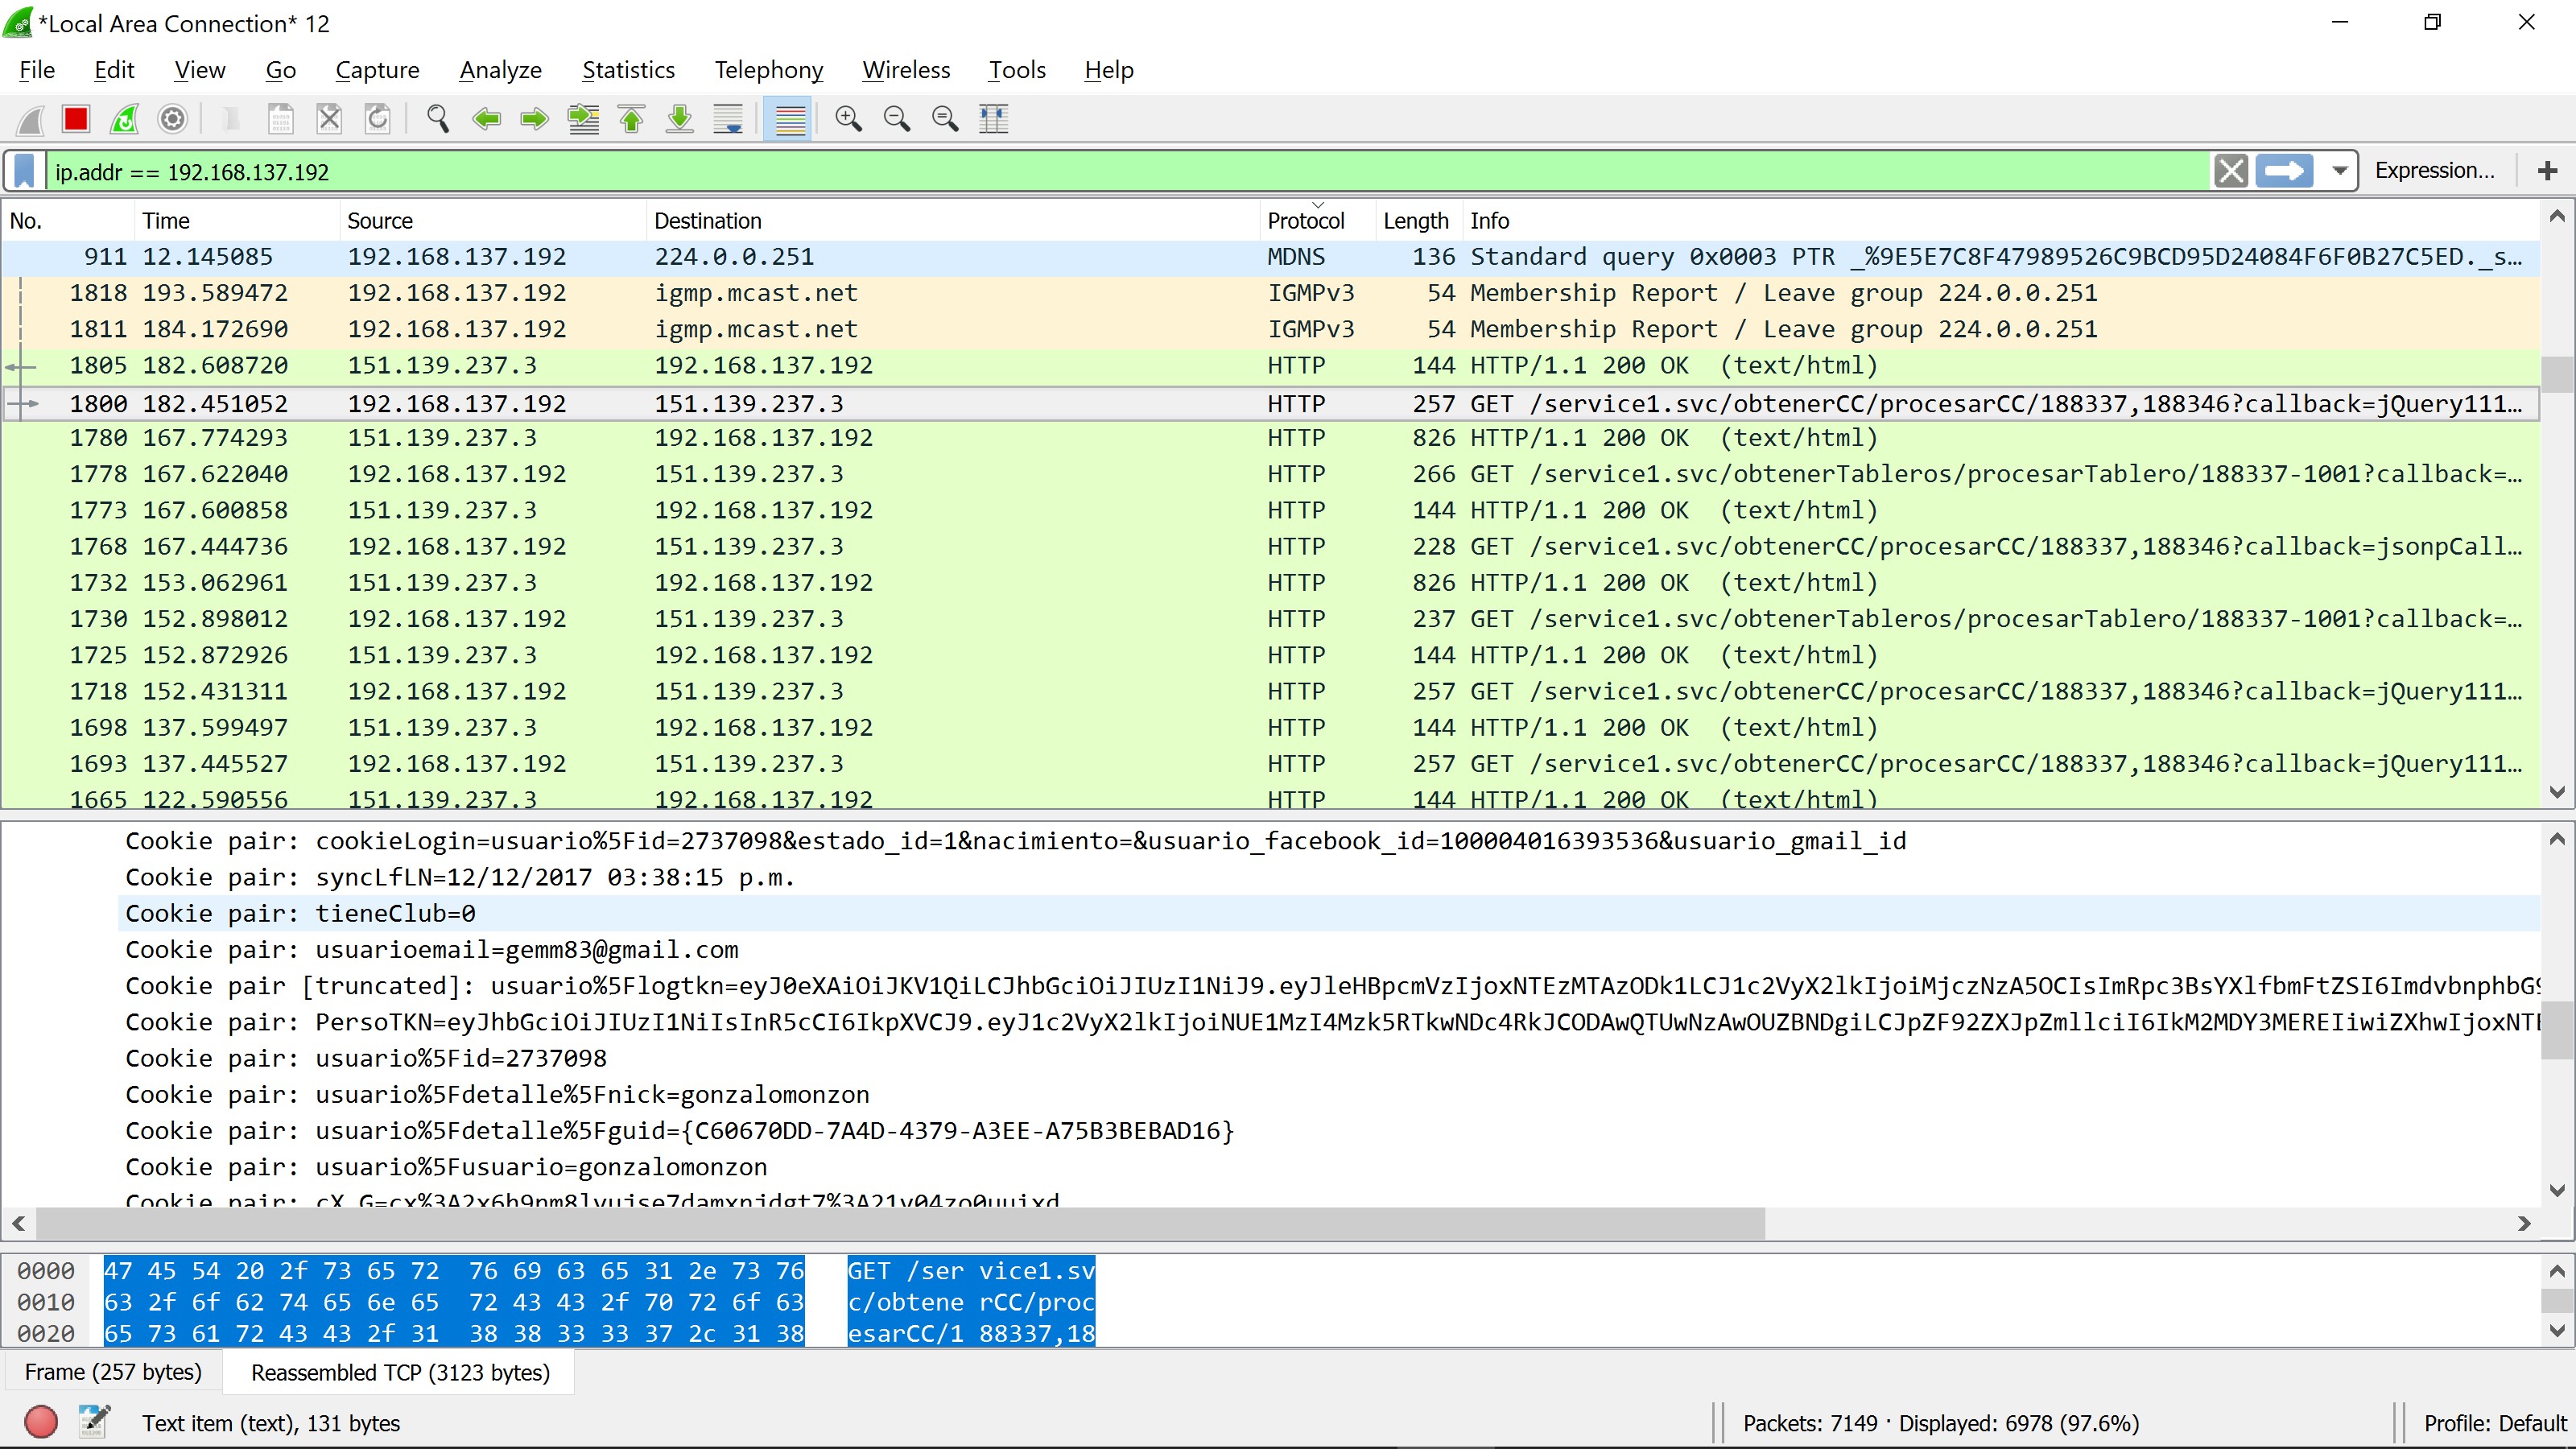 *Local Area Connection* 12
File Edit View Go Capture Analyze Statistics Telephony Wireless Tools Help
ip.addr == 192.168.137.192 Expression... +
No. Time Source Destination Protocol Length Info
911 12.145085 192.168.137.192 224.0.0.251 MDNS 136 Standard query 0x0003 PTR _%9E5E7C8F47989526C9BCD95D24084F6F0B27C5ED._s…
1818 193.589472 192.168.137.192 igmp.mcast.net IGMPv3 54 Membership Report / Leave group 224.0.0.251
1811 184.172690 192.168.137.192 igmp.mcast.net IGMPv3 54 Membership Report / Leave group 224.0.0.251
1805 182.608720 151.139.237.3 192.168.137.192 HTTP 144 HTTP/1.1 200 OK (text/html)
1800 182.451052 192.168.137.192 151.139.237.3 HTTP 257 GET /service1.svc/obtenerCC/procesarCC/188337,188346?callback=jQuery111…
1780 167.774293 151.139.237.3 192.168.137.192 HTTP 826 HTTP/1.1 200 OK (text/html)
1778 167.622040 192.168.137.192 151.139.237.3 HTTP 266 GET /service1.svc/obtenerTableros/procesarTablero/188337-1001?callback=…
1773 167.600858 151.139.237.3 192.168.137.192 HTTP 144 HTTP/1.1 200 OK (text/html)
1768 167.444736 192.168.137.192 151.139.237.3 HTTP 228 GET /service1.svc/obtenerCC/procesarCC/188337,188346?callback=jsonpCall…
1732 153.062961 151.139.237.3 192.168.137.192 HTTP 826 HTTP/1.1 200 OK (text/html)
1730 152.898012 192.168.137.192 151.139.237.3 HTTP 237 GET /service1.svc/obtenerTableros/procesarTablero/188337-1001?callback=…
1725 152.872926 151.139.237.3 192.168.137.192 HTTP 144 HTTP/1.1 200 OK (text/html)
1718 152.431311 192.168.137.192 151.139.237.3 HTTP 257 GET /service1.svc/obtenerCC/procesarCC/188337,188346?callback=jQuery111…
1698 137.599497 151.139.237.3 192.168.137.192 HTTP 144 HTTP/1.1 200 OK (text/html)
1693 137.445527 192.168.137.192 151.139.237.3 HTTP 257 GET /service1.svc/obtenerCC/procesarCC/188337,188346?callback=jQuery111…
1665 122.590556 151.139.237.3 192.168.137.192 HTTP 144 HTTP/1.1 200 OK (text/html)
Cookie pair: cookieLogin=usuario%5Fid=2737098&estado_id=1&nacimiento=&usuario_facebook_id=100004016393536&usuario_gmail_id
Cookie pair: syncLfLN=12/12/2017 03:38:15 p.m.
Cookie pair: tieneClub=0
Cookie pair: usuarioemail=gemm83@gmail.com
Cookie pair [truncated]: usuario%5Flogtkn=eyJ0eXAiOiJKV1QiLCJhbGciOiJIUzI1NiJ9.eyJleHBpcmVzIjoxNTEzMTAzODk1LCJ1c2VyX2lkIjoiMjczNzA5OCIsImRpc3BsYXlfbmFtZSI6ImdvbnphbG9
Cookie pair: PersoTKN=eyJhbGciOiJIUzI1NiIsInR5cCI6IkpXVCJ9.eyJ1c2VyX2lkIjoiNUE1MzI4Mzk5RTkwNDc4RkJCODAwQTUwNzAwOUZBNDgiLCJpZF92ZXJpZmllciI6IkM2MDY3MEREIiwiZXhwIjoxNTE
Cookie pair: usuario%5Fid=2737098
Cookie pair: usuario%5Fdetalle%5Fnick=gonzalomonzon
Cookie pair: usuario%5Fdetalle%5Fguid={C60670DD-7A4D-4379-A3EE-A75B3BEBAD16}
Cookie pair: usuario%5Fusuario=gonzalomonzon
Cookie pair: cX_G=cx%3A2x6h9nm8lvujse7damxnjdgt7%3A21v04zo0uuixd
0000 47 45 54 20 2f 73 65 72 76 69 63 65 31 2e 73 76 GET /ser vice1.sv
0010 63 2f 6f 62 74 65 6e 65 72 43 43 2f 70 72 6f 63 c/obtene rCC/proc
0020 65 73 61 72 43 43 2f 31 38 38 33 33 37 2c 31 38 esarCC/1 88337,18
Frame (257 bytes) Reassembled TCP (3123 bytes)
Text item (text), 131 bytes Packets: 7149 · Displayed: 6978 (97.6%) Profile: Default